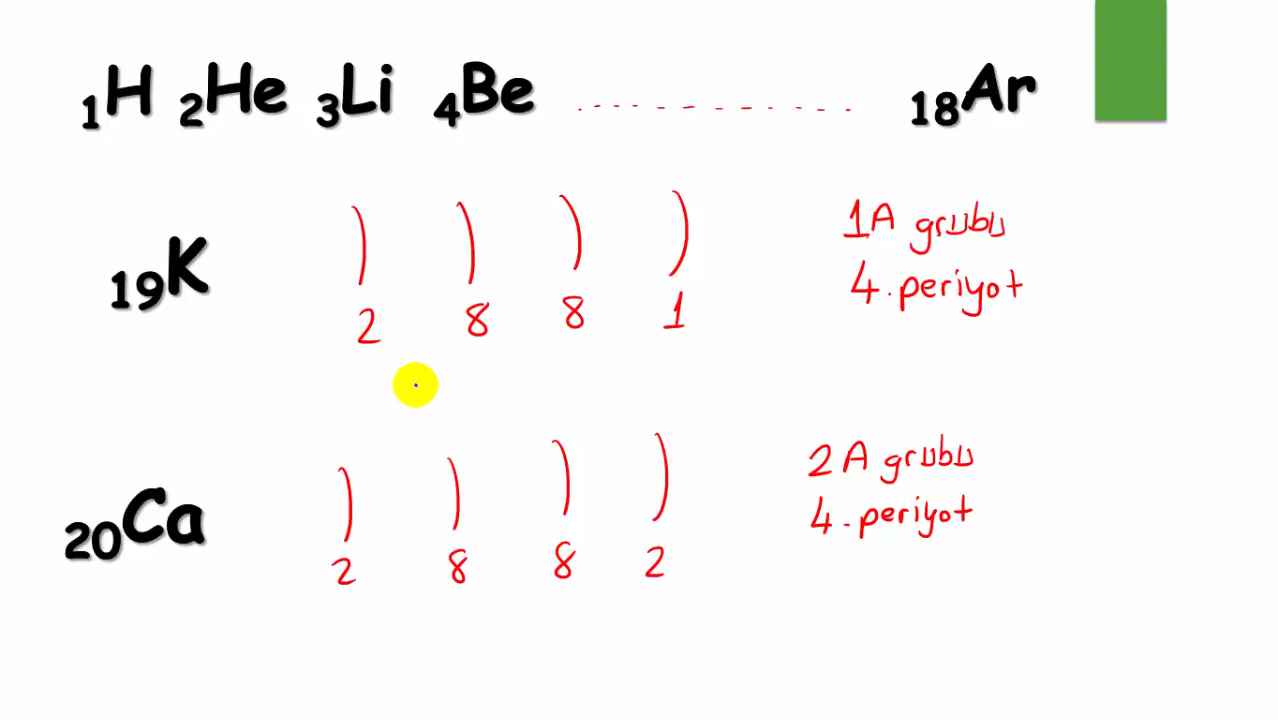 1H 2He 3Li 4Be ................ 18Ar
19K ) ) ) ) 1A grubu
2 8 8 1 4.periyot
20Ca ) ) ) ) 2A grubu
2 8 8 2 4.periyot